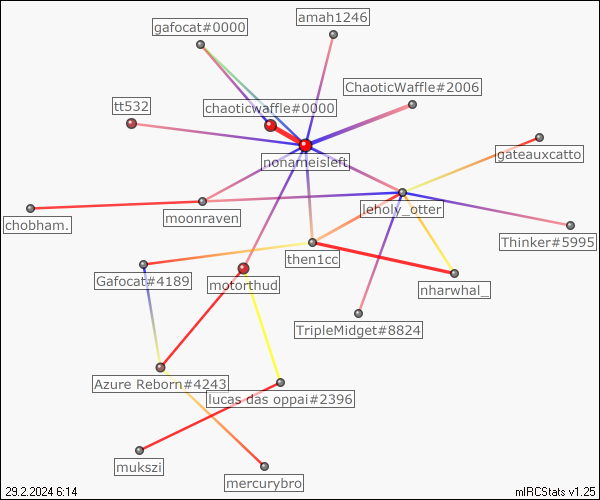 amah1246
gafocat#0000
ChaoticWaffle#2006
tt532
chaoticwaffle#0000
gateauxcatto
nonameisleft
leholy_otter
moonraven
chobham.
Thinker#5995
then1cc
Gafocat#4189
motorthud
nharwhal_
TripleMidget#8824
Azure Reborn#4243
lucas das oppai#2396
mukszi
mercurybro
29.2.2024 6:14
mIRCStats v1.25